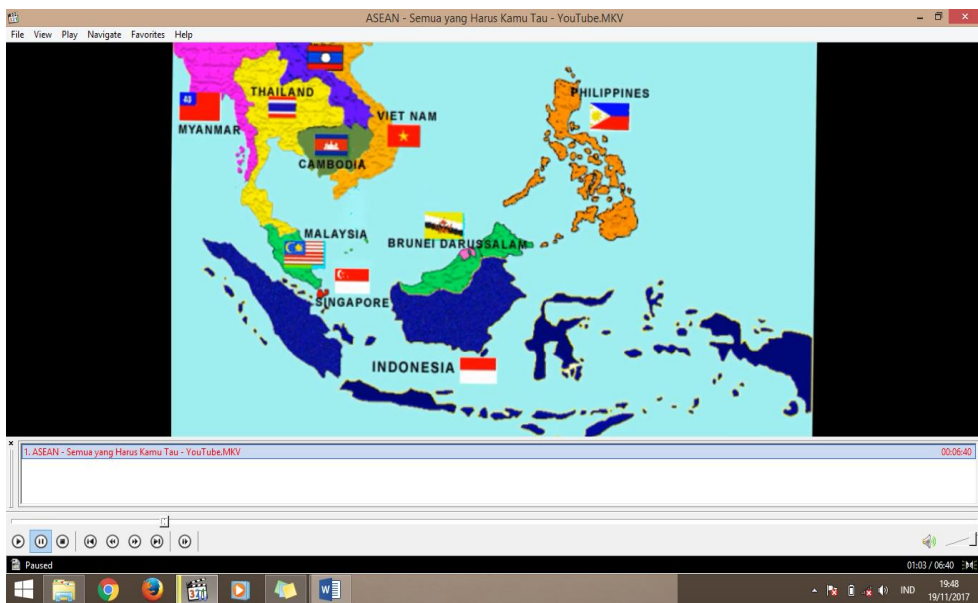 ASEAN - Semua yang Harus Kamu Tau - YouTube.MKV
File View Play Navigate Favorites Help
THAILAND
PHILIPPINES
VIET NAM
MYANMAR
CAMBODIA
MALAYSIA
BRUNEI DARUSSALAM
SINGAPORE
INDONESIA
1. ASEAN - Semua yang Harus Kamu Tau - YouTube.MKV 00:06:40
Paused 01:03 / 06:40
IND 19:48
19/11/2017